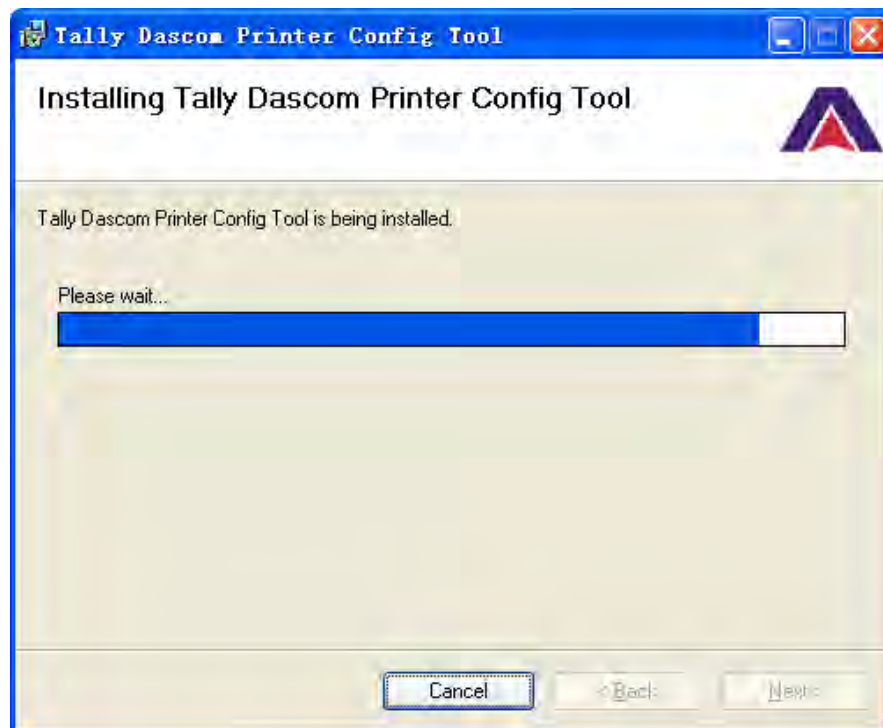 Tally Dascom Printer Config Tool
Installing Tally Dascom Printer Config Tool
Tally Dascom Printer Config Tool is being installed.
Please wait...
Cancel
< Back
Next >